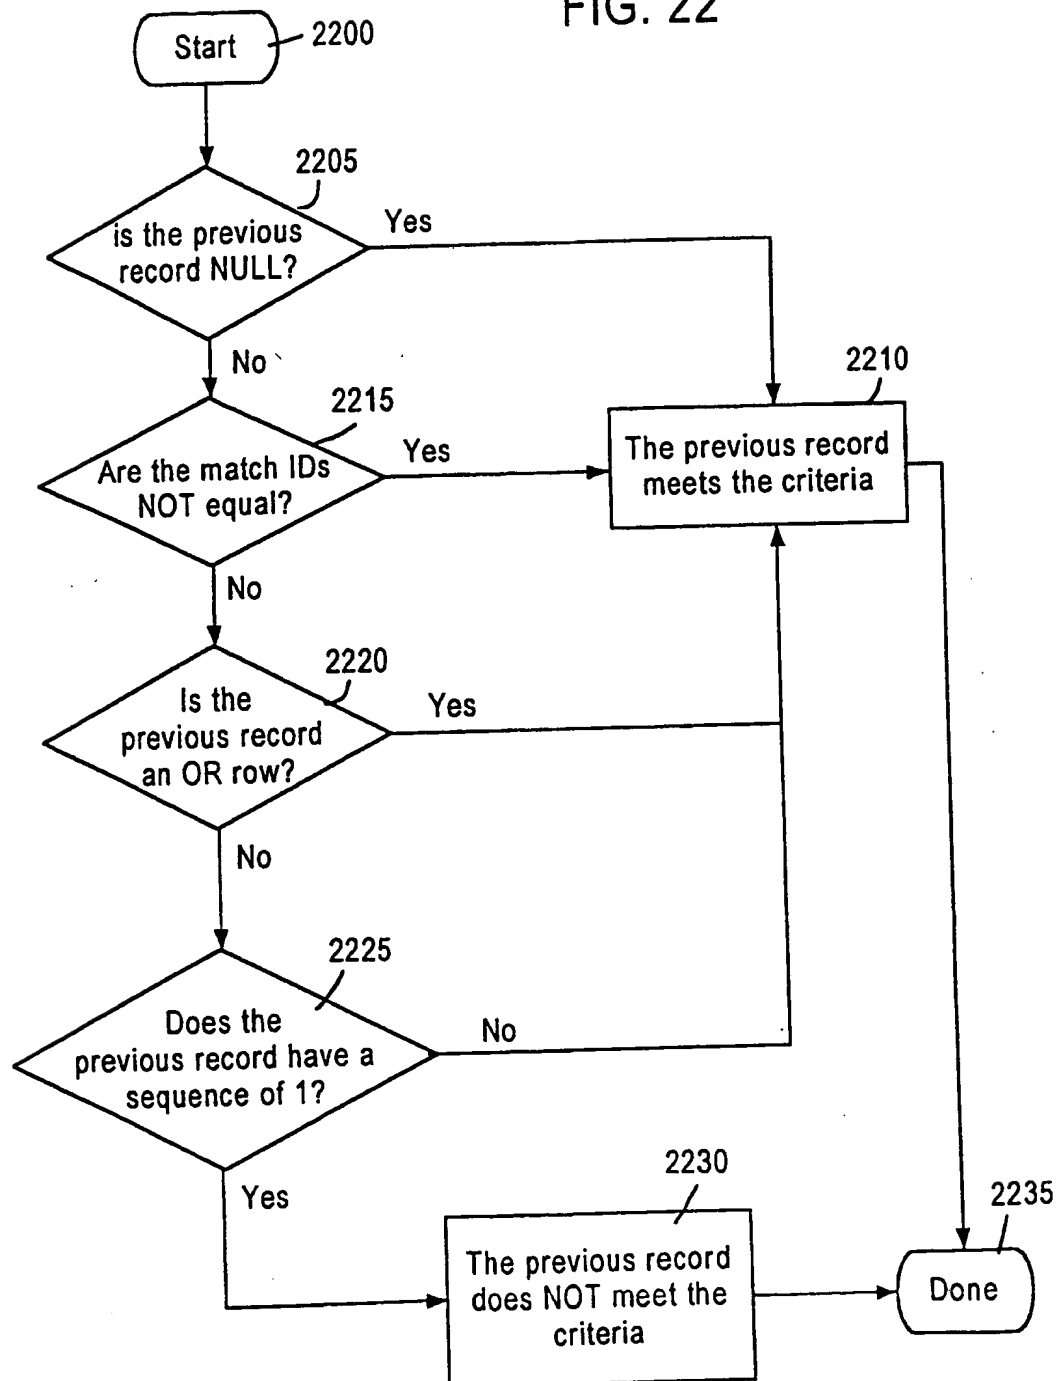 FIG. 22
Start
2200
2205
is the previous
record NULL?
Yes
No
2210
2215
The previous record
meets the criteria
Are the match IDs
NOT equal?
Yes
No
2220
Is the
previous record
an OR row?
Yes
No
2225
Does the
previous record have a
sequence of 1?
No
Yes
2230
The previous record
does NOT meet the
criteria
2235
Done